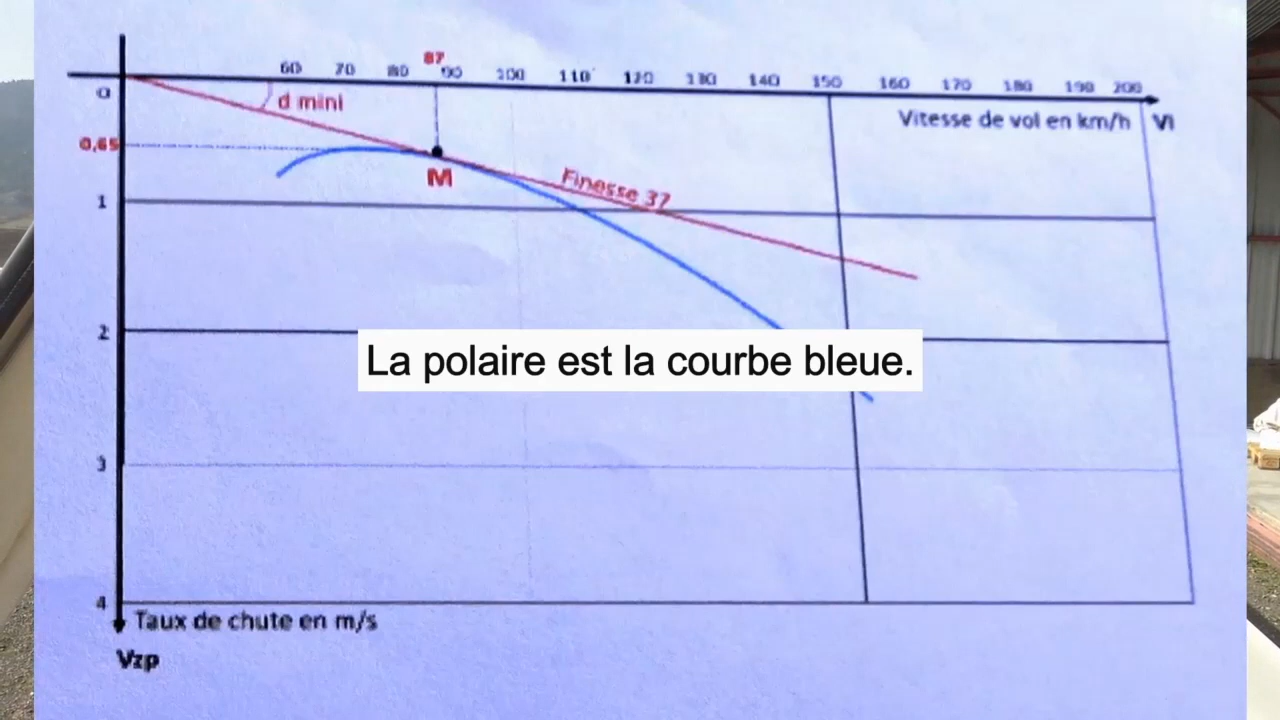 87
60 70 80 90 100 110 120 130 140 150 160 170 180 190 200
0
d mini
Vitesse de vol en km/h VI
0,65
M
Finesse 37
1
2
La polaire est la courbe bleue.
3
4
Taux de chute en m/s
Vzp